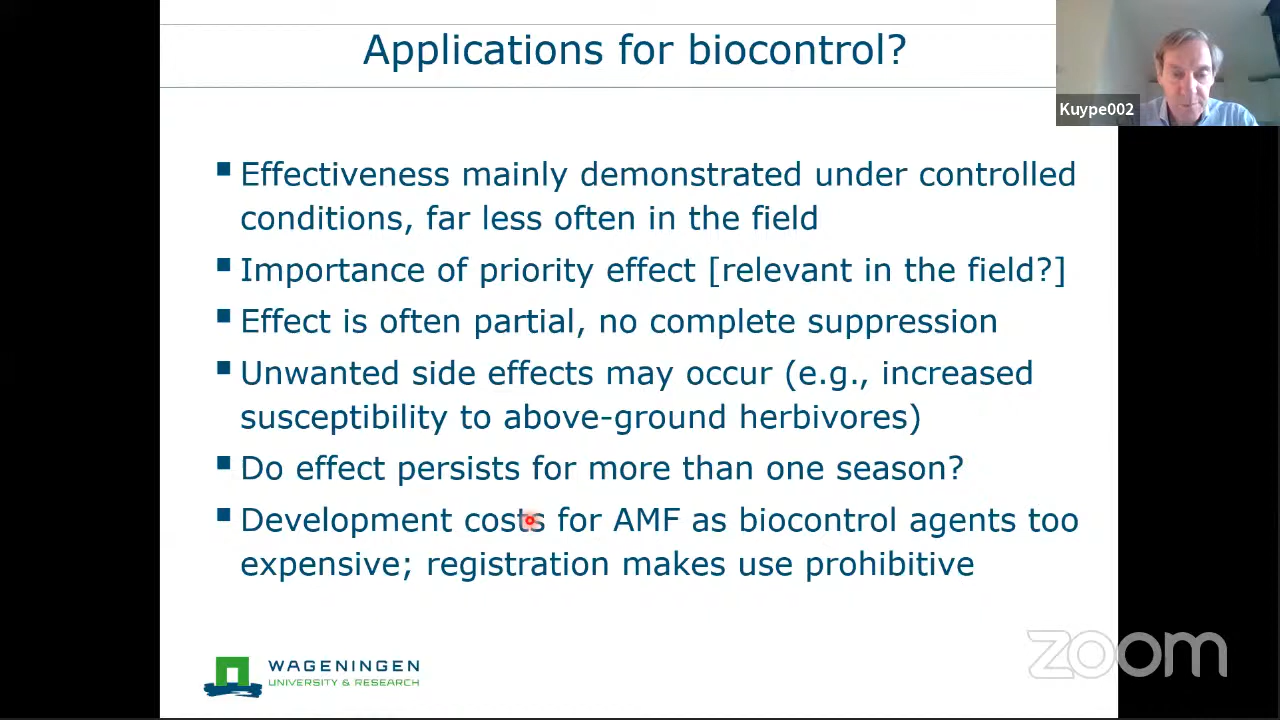 Applications for biocontrol?
Kuype002
Effectiveness mainly demonstrated under controlled
conditions, far less often in the field
Importance of priority effect [relevant in the field?]
Effect is often partial, no complete suppression
Unwanted side effects may occur (e.g., increased
susceptibility to above-ground herbivores)
Do effect persists for more than one season?
Development costs for AMF as biocontrol agents too
expensive; registration makes use prohibitive
WAGENINGEN
UNIVERSITY & RESEARCH
zoom